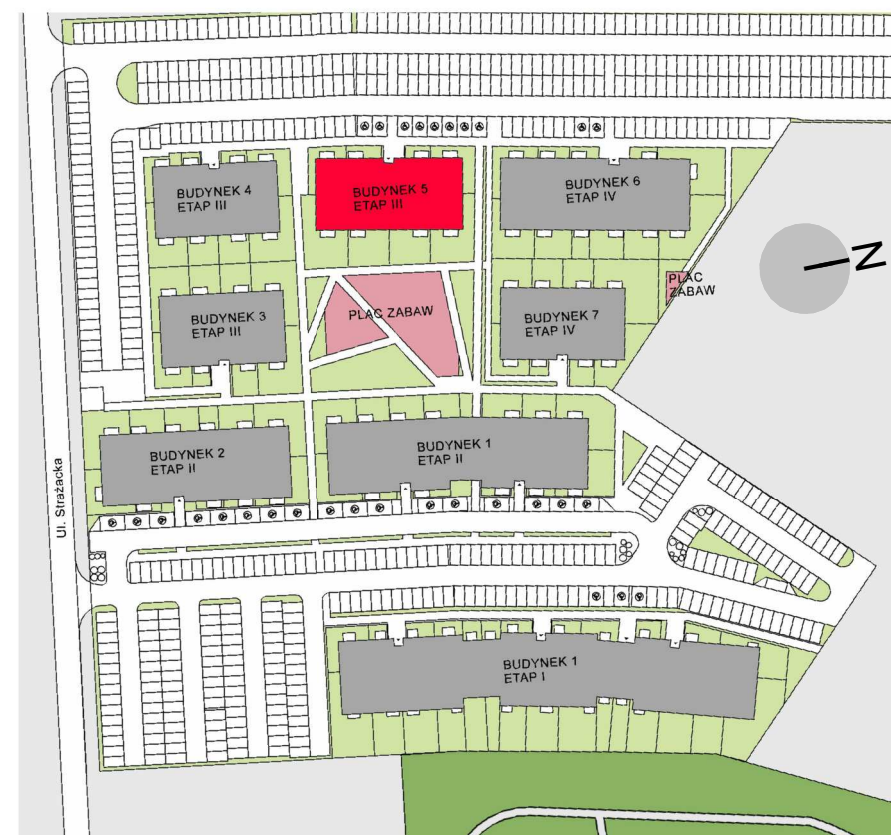 BUDYNEK 4
ETAP III
BUDYNEK 5
ETAP III
BUDYNEK 6
ETAP IV
N
PLAC
ZABAW
BUDYNEK 3
ETAP III
PLAC ZABAW
BUDYNEK 7
ETAP IV
BUDYNEK 2
ETAP II
BUDYNEK 1
ETAP II
Ul. Strażacka
BUDYNEK 1
ETAP I